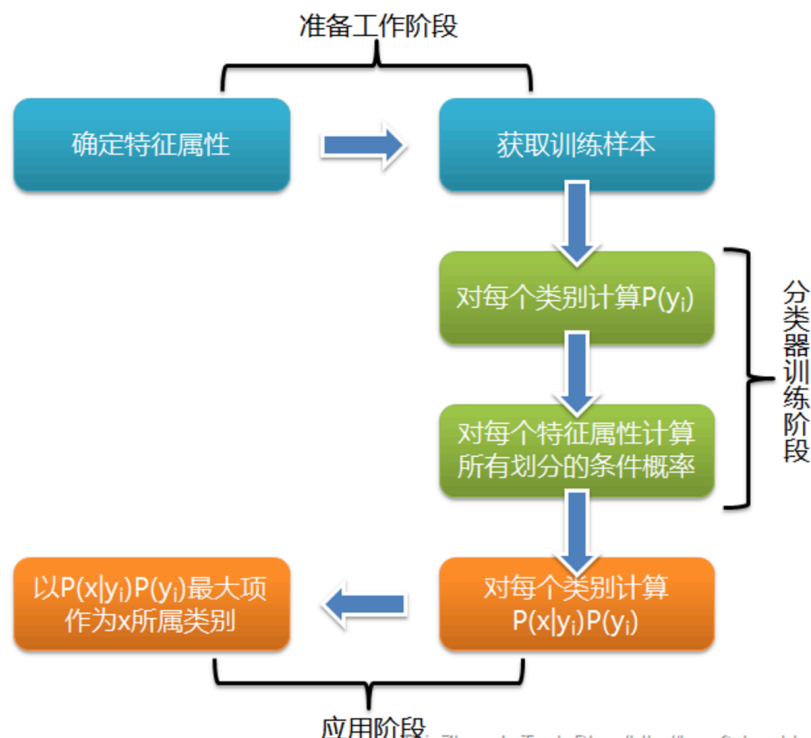 准备工作阶段
确定特征属性
获取训练样本
对每个类别计算P(yᵢ)
对每个特征属性计算
所有划分的条件概率
分类器训练阶段
以P(x|yᵢ)P(yᵢ)最大项
作为x所属类别
对每个类别计算
P(x|yᵢ)P(yᵢ)
应用阶段